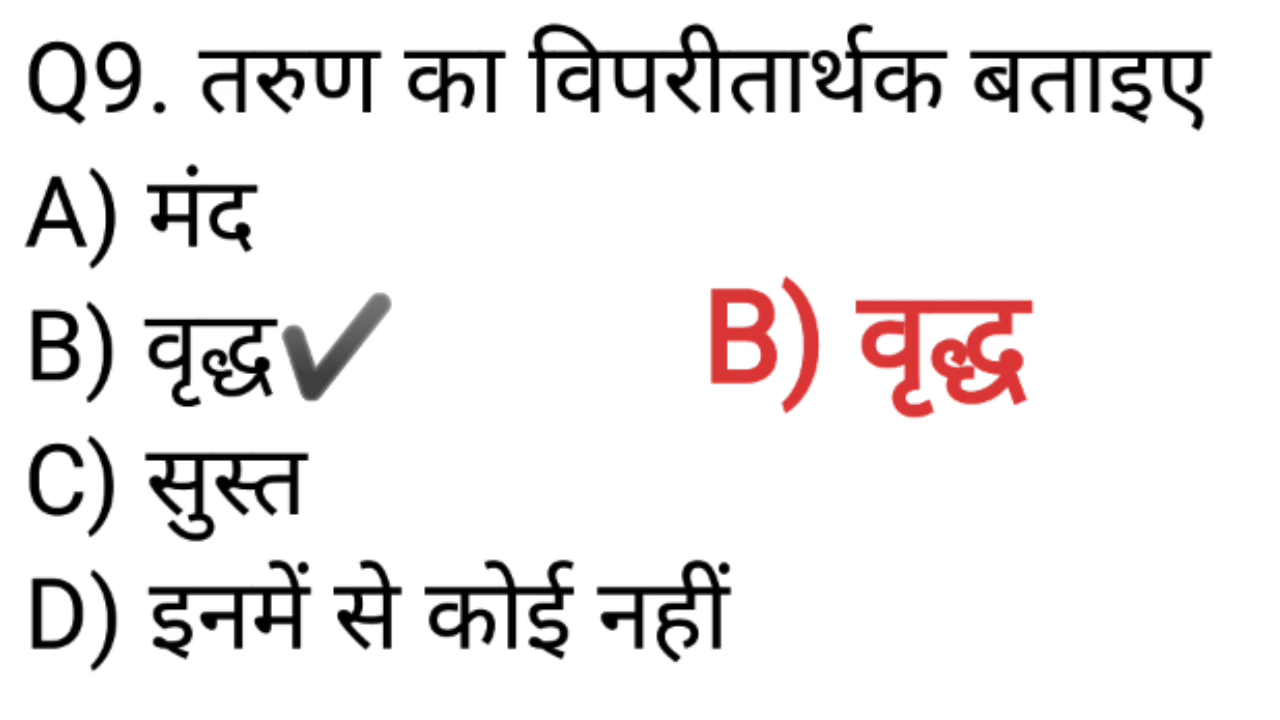 Q9. तरुण का विपरीतार्थक बताइए
A) मंद
B) वृद्ध✔
B) वृद्ध
C) सुस्त
D) इनमें से कोई नहीं